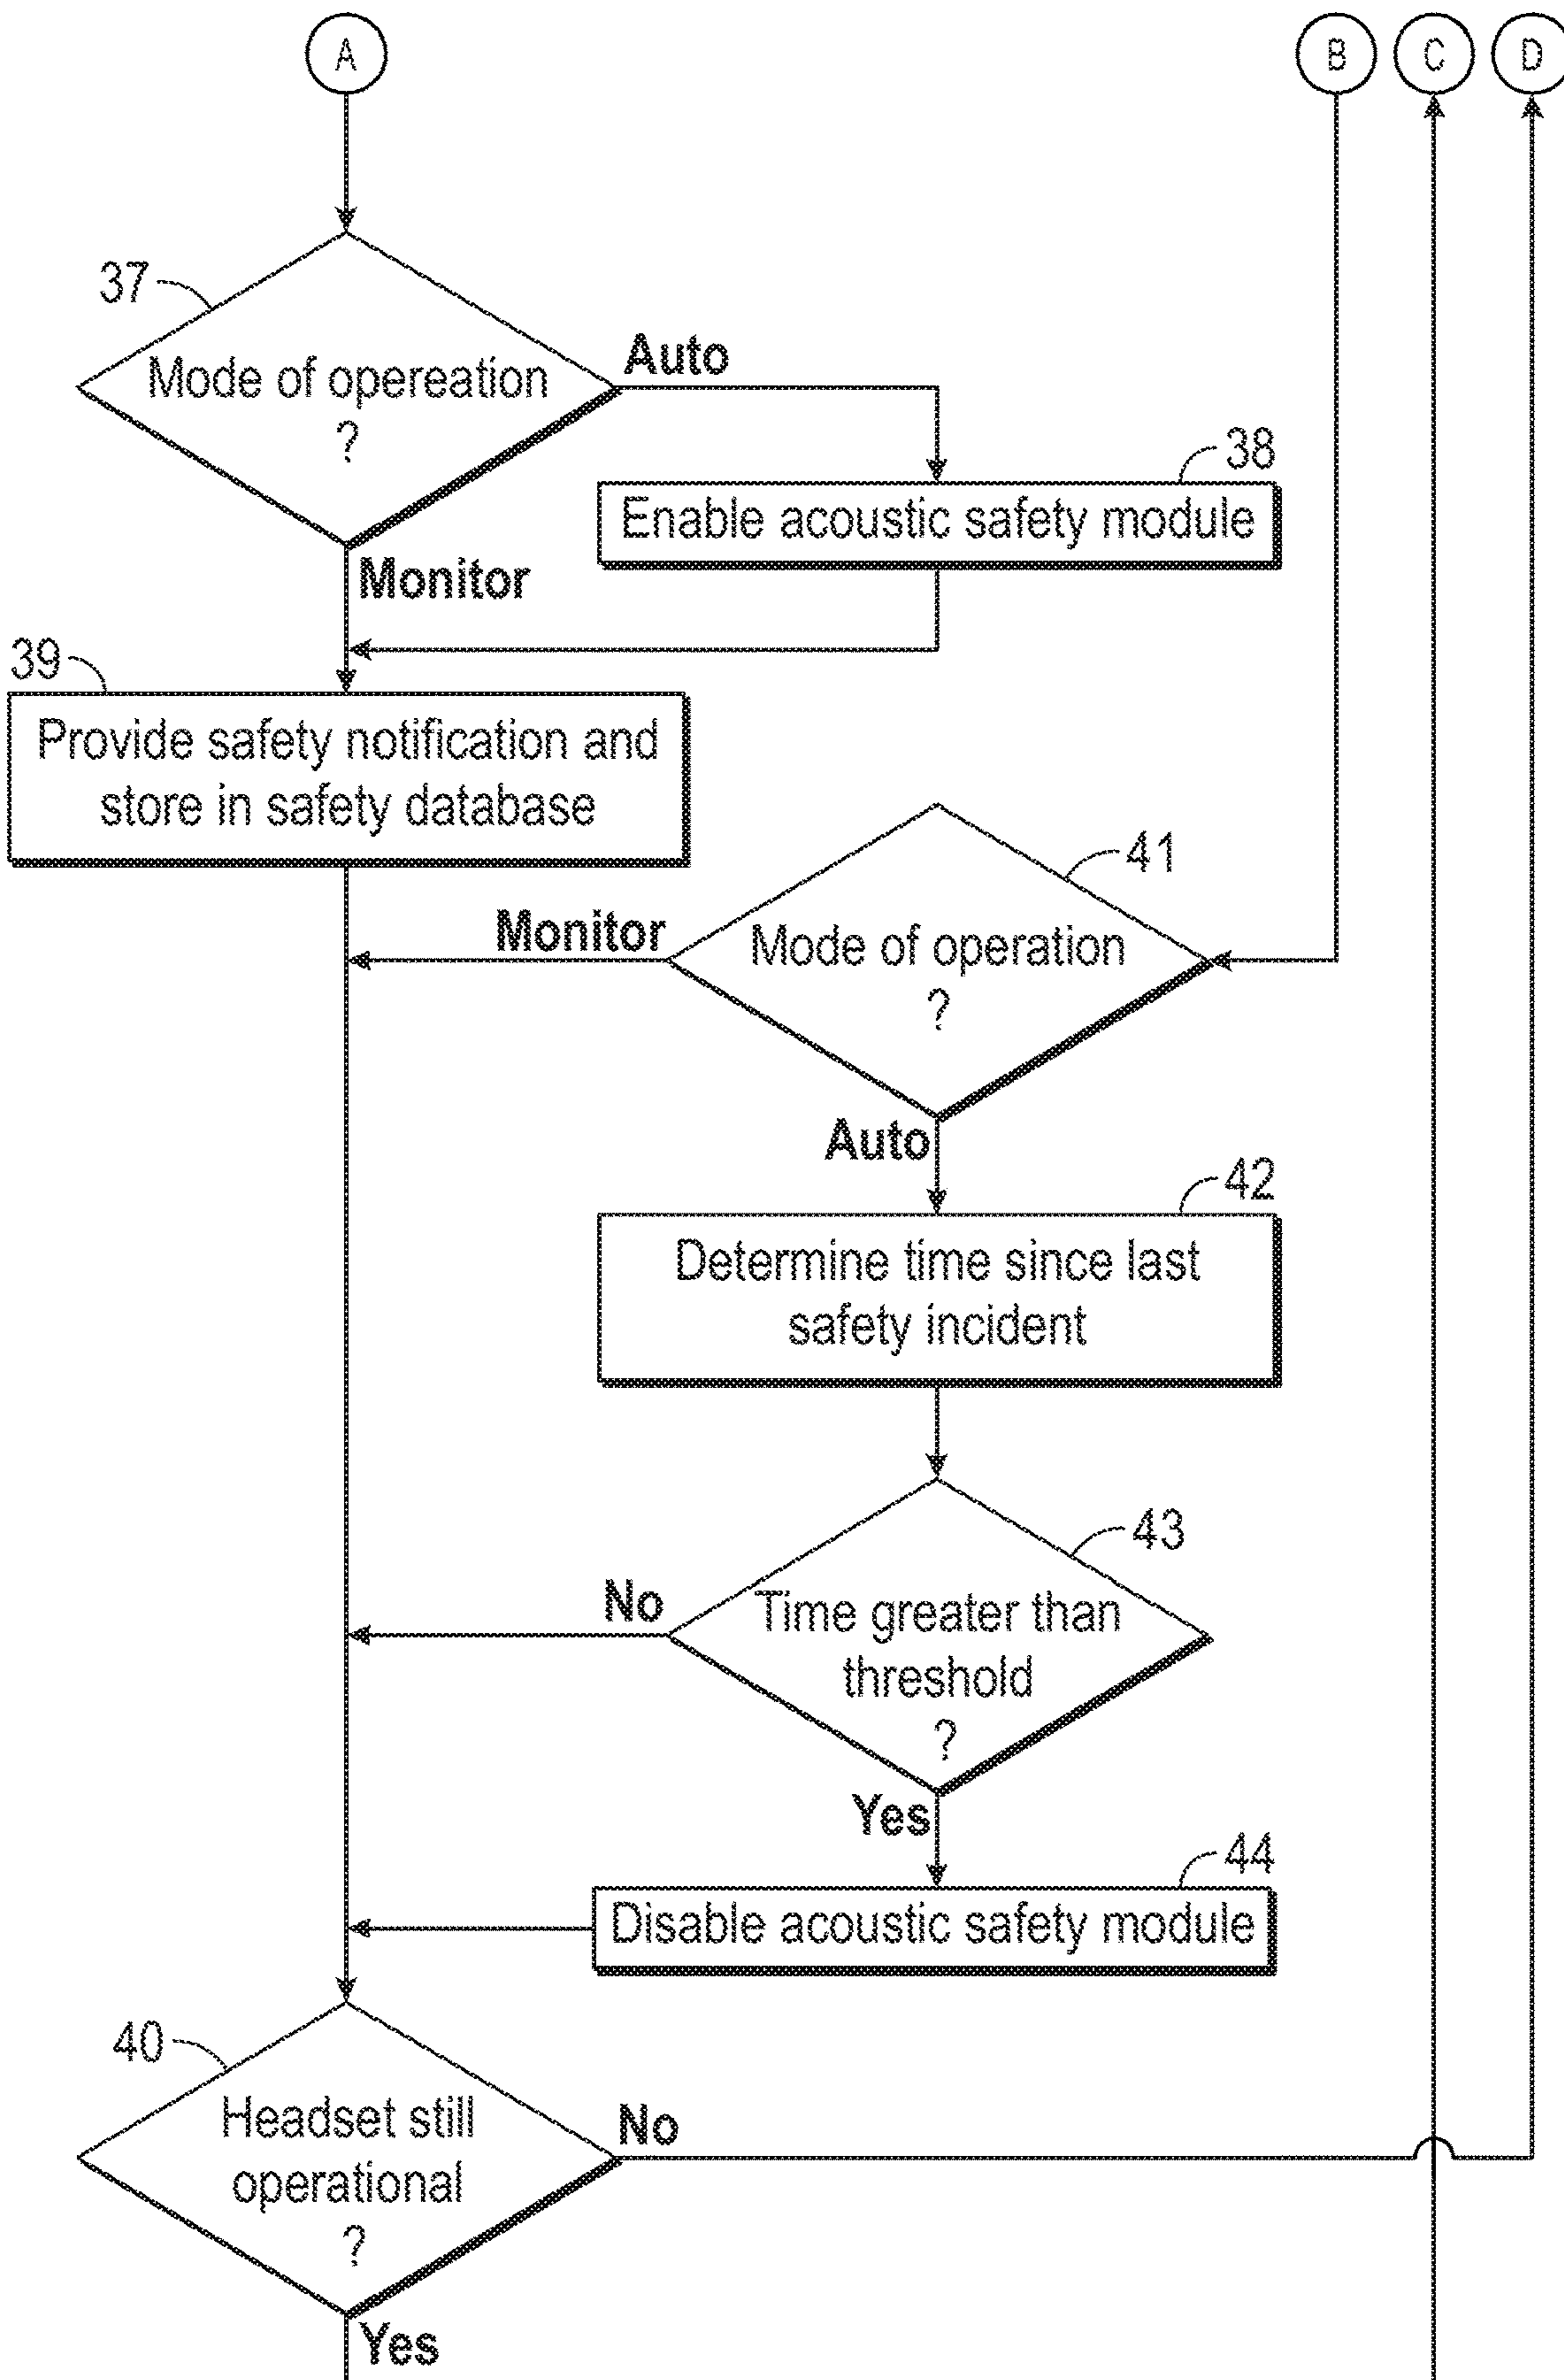 A
B
C
D
37
Mode of opereation
?
Auto
38
Enable acoustic safety module
Monitor
39
Provide safety notification and
store in safety database
41
Monitor
Mode of operation
?
Auto
42
Determine time since last
safety incident
43
No
Time greater than
threshold
?
Yes
44
Disable acoustic safety module
40
Headset still
operational
?
No
Yes